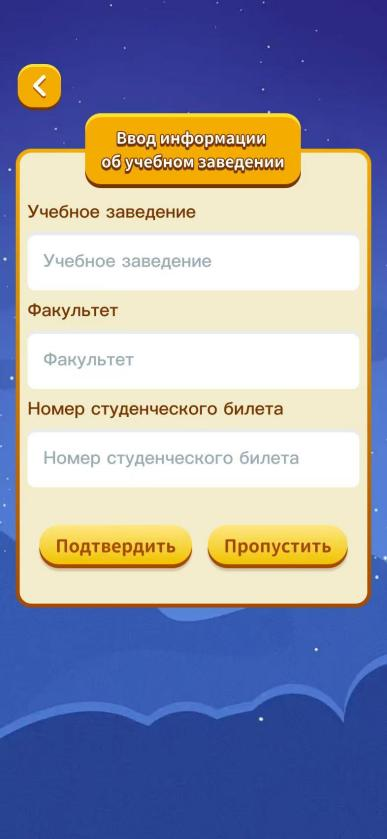 Ввод информации
об учебном заведении
Учебное заведение
Учебное заведение
Факультет
Факультет
Номер студенческого билета
Номер студенческого билета
Подтвердить Пропустить